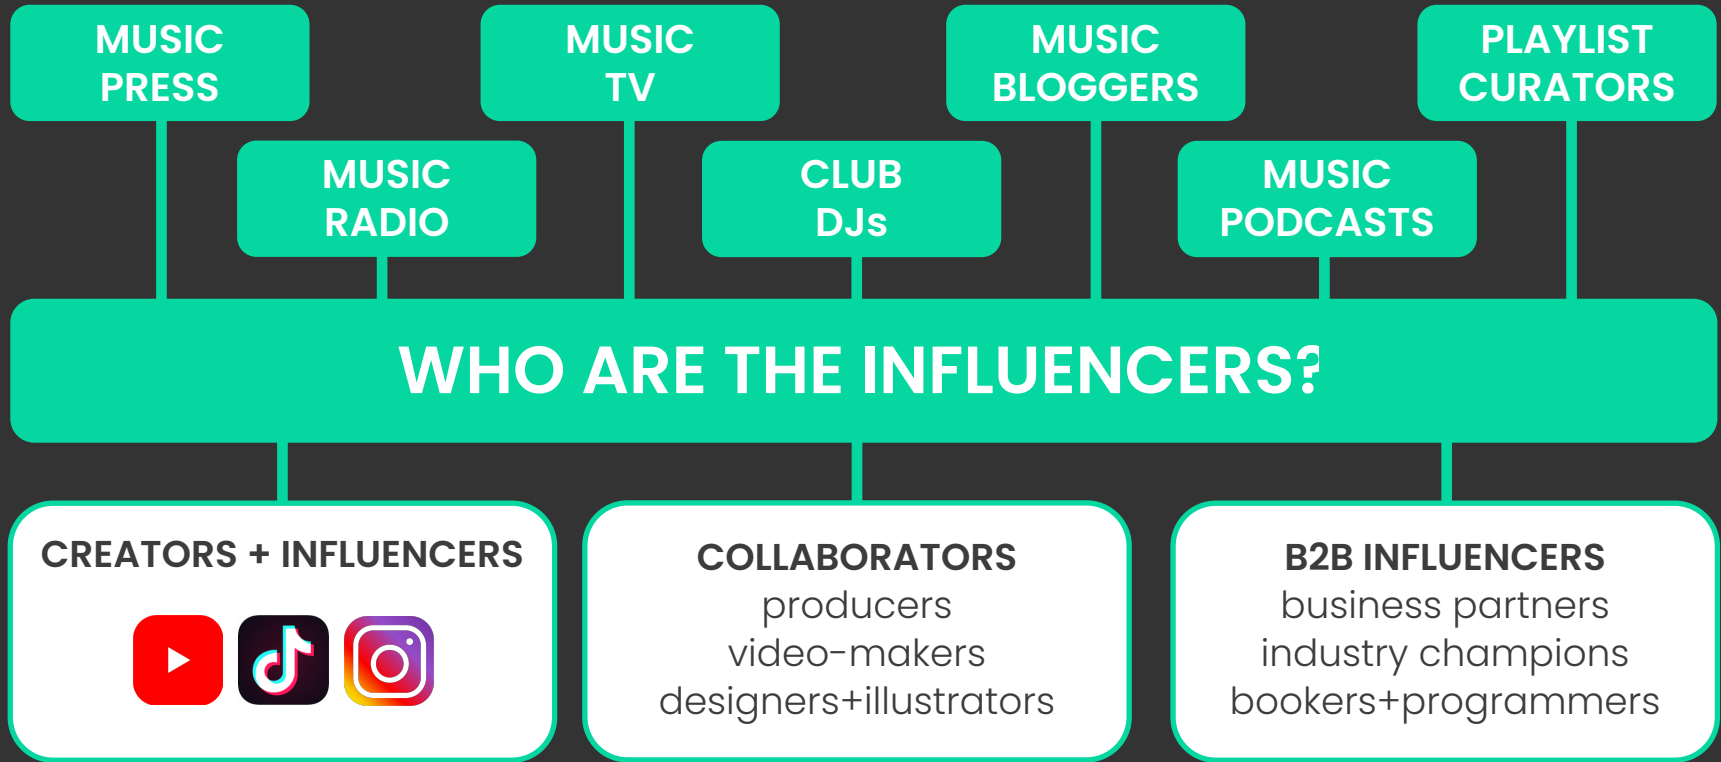 MUSIC
PRESS
MUSIC
TV
MUSIC
BLOGGERS
PLAYLIST
CURATORS
MUSIC
RADIO
CLUB
DJs
MUSIC
PODCASTS
WHO ARE THE INFLUENCERS?
CREATORS + INFLUENCERS
COLLABORATORS
producers
video-makers
designers+illustrators
B2B INFLUENCERS
business partners
industry champions
bookers+programmers